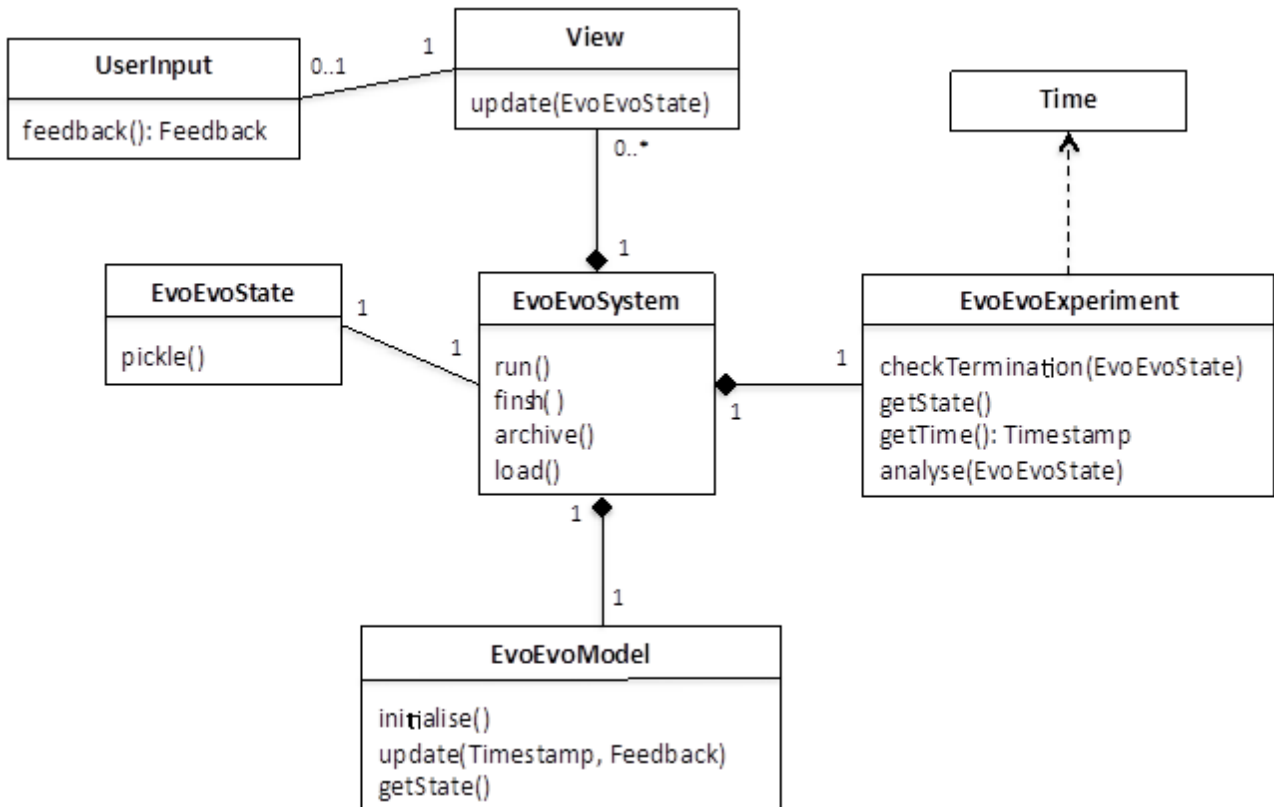 View
UserInput
1
0..1
update(EvoEvoState)
Time
feedback(): Feedback
0..*
1
EvoEvoState
EvoEvoSystem
EvoEvoExperiment
1
1
pickle()
run()
finsh( )
archive()
load()
1
1
checkTermination(EvoEvoState)
getState()
getTime(): Timestamp
analyse(EvoEvoState)
1
1
EvoEvoModel
initialise()
update(Timestamp, Feedback)
getState()